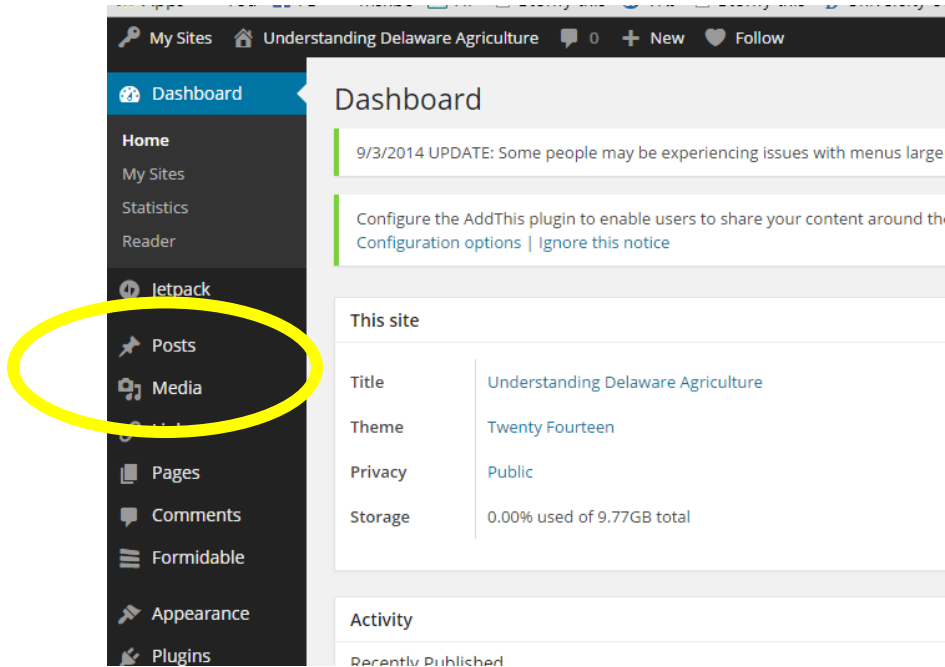 My Sites Understanding Delaware Agriculture 0 New Follow
Dashboard
Home
My Sites
Statistics
Reader
Jetpack
Posts
Media
Pages
Comments
Formidable
Appearance
Plugins
Dashboard
9/3/2014 UPDATE: Some people may be experiencing issues with menus large
Configure the AddThis plugin to enable users to share your content around the
Configuration options | Ignore this notice
This site
Title Understanding Delaware Agriculture
Theme Twenty Fourteen
Privacy Public
Storage 0.00% used of 9.77GB total
Activity
Recently Published